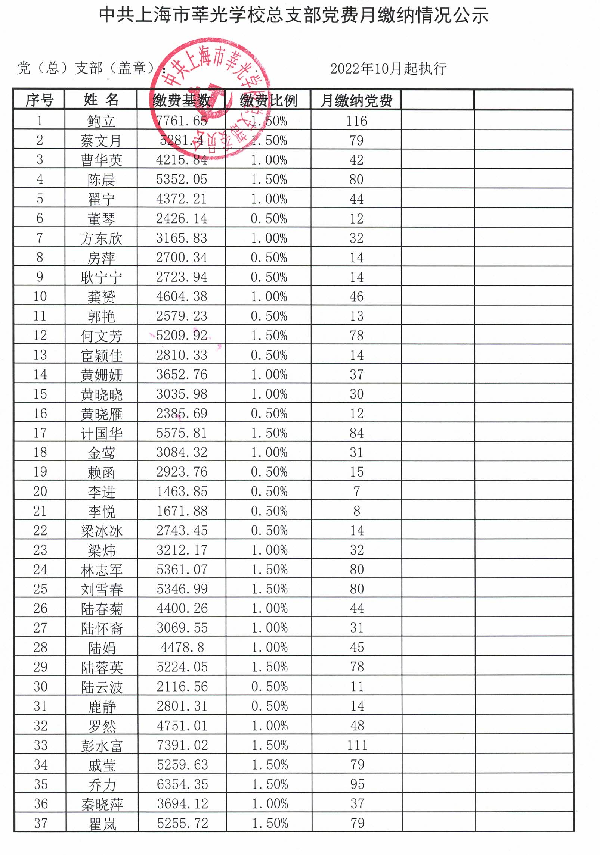 中共上海市莘光学校总支部党费月缴纳情况公示
党（总）支部（盖章）： 2022年10月起执行
中共上海市莘光学校总支部委员会
序号 姓 名 缴费基数 缴费比例 月缴纳党费
1 鲍立 7761.65 1.50% 116
2 蔡文月 5281.4 1.50% 79
3 曹华英 4215.84 1.00% 42
4 陈晨 5352.05 1.50% 80
5 翟宁 4372.21 1.00% 44
6 董琴 2426.14 0.50% 12
7 方东欣 3165.83 1.00% 32
8 房萍 2700.34 0.50% 14
9 耿宁宁 2723.94 0.50% 14
10 龚赟 4604.38 1.00% 46
11 郭艳 2579.23 0.50% 13
12 何文芳 5209.92 1.50% 78
13 宦颖佳 2810.33 0.50% 14
14 黄姗妍 3652.76 1.00% 37
15 黄晓晓 3035.98 1.00% 30
16 黄晓雁 2385.69 0.50% 12
17 计国华 5575.81 1.50% 84
18 金莺 3084.32 1.00% 31
19 赖函 2923.76 0.50% 15
20 李进 1463.85 0.50% 7
21 李悦 1671.88 0.50% 8
22 梁冰冰 2743.45 0.50% 14
23 梁炜 3212.17 1.00% 32
24 林志军 5361.07 1.50% 80
25 刘雪春 5346.99 1.50% 80
26 陆春菊 4400.26 1.00% 44
27 陆怀 3069.55 1.00% 31
28 陆妈 4478.8 1.00% 45
29 陆蓉英 5224.05 1.50% 78
30 陆云波 2116.56 0.50% 11
31 鹿静 2801.31 0.50% 14
32 罗然 4751.01 1.00% 48
33 彭水富 7391.02 1.50% 111
34 戚莹 5259.63 1.50% 79
35 乔力 6354.35 1.50% 95
36 秦晓萍 3694.12 1.00% 37
37 瞿岚 5255.72 1.50% 79